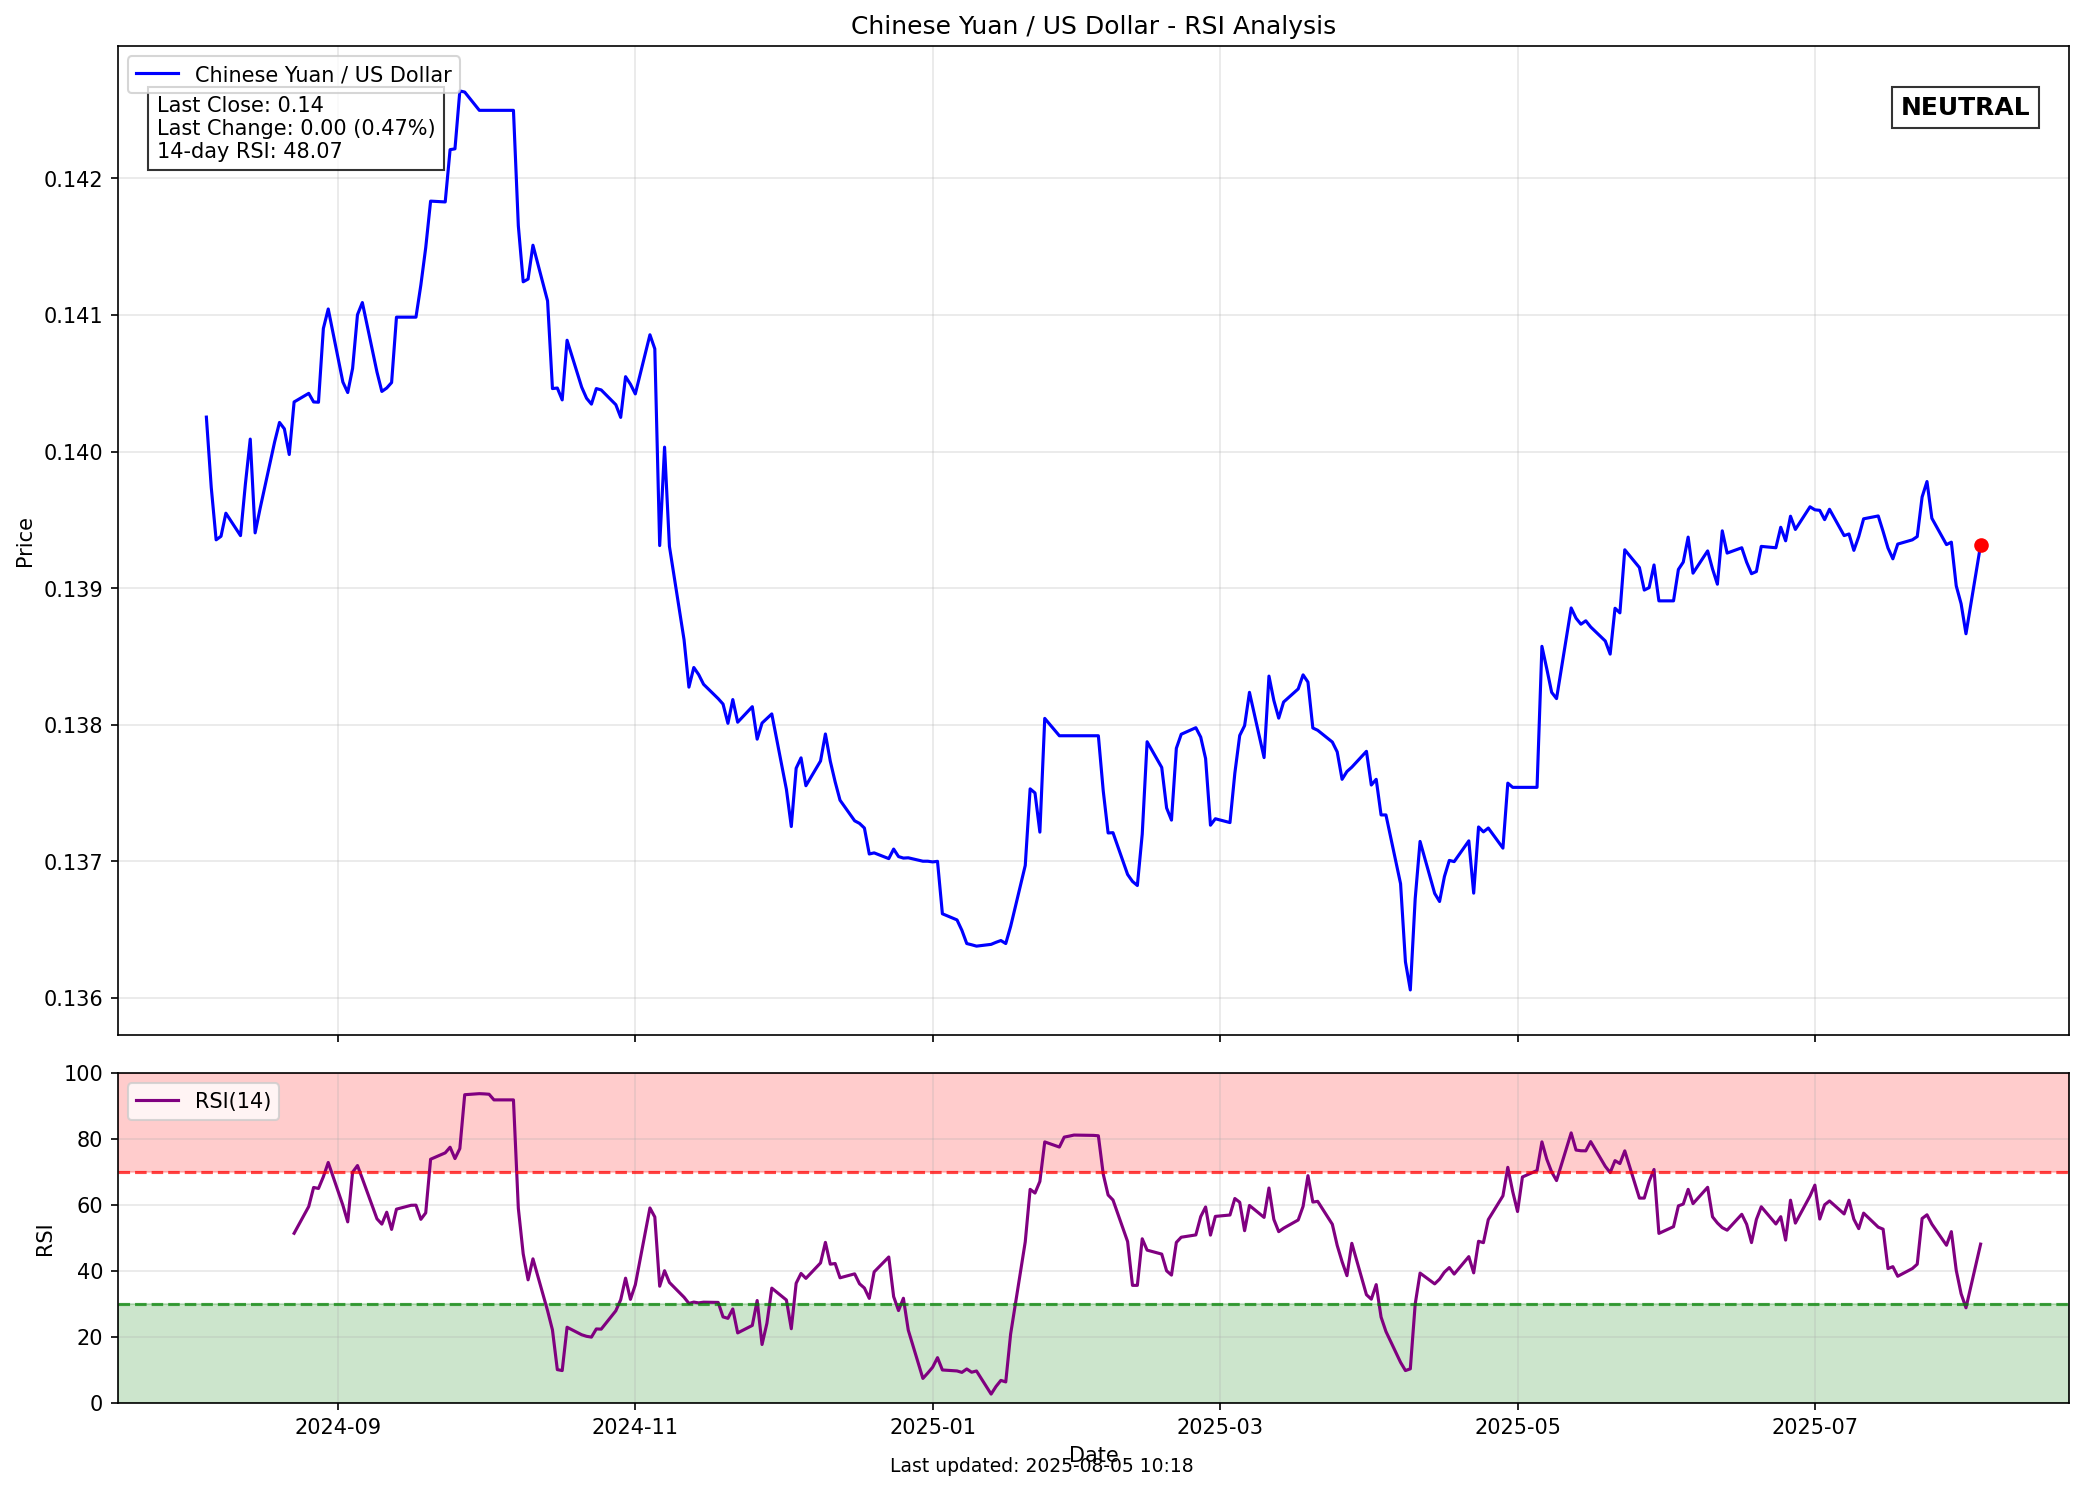 Chinese Yuan / US Dollar - RSI Analysis
Chinese Yuan / US Dollar
Last Close: 0.14
Last Change: 0.00 (0.47%)
14-day RSI: 48.07
NEUTRAL
Price
0.142
0.141
0.140
0.139
0.138
0.137
0.136
RSI(14)
RSI
100
80
60
40
20
0
2024-09
2024-11
2025-01
2025-03
2025-05
2025-07
Date
Last updated: 2025-08-05 10:18